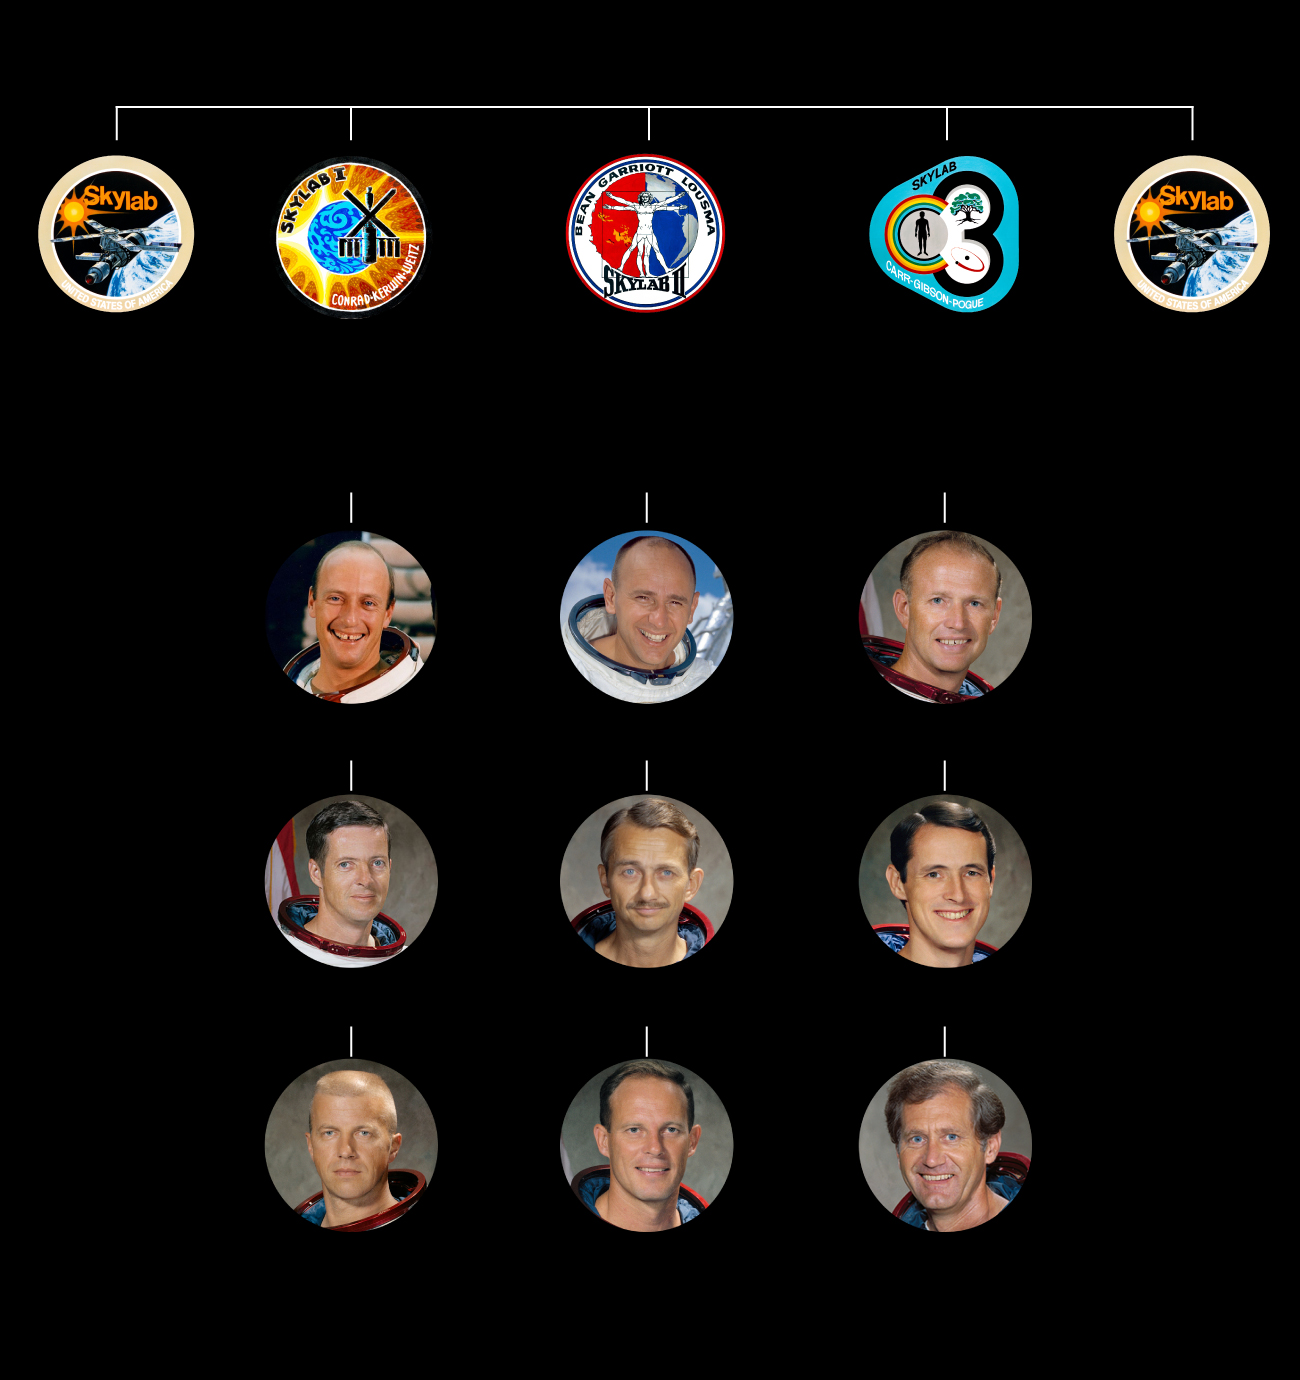 Skylab
UNITED STATES OF AMERICA
SKYLAB I
CONRAD-KERWIN-WEITZ
BEAN GARRIOTT LOUSMA
SKYLAB II
SKYLAB
3
CARR-GIBSON-POGUE
Skylab
UNITED STATES OF AMERICA